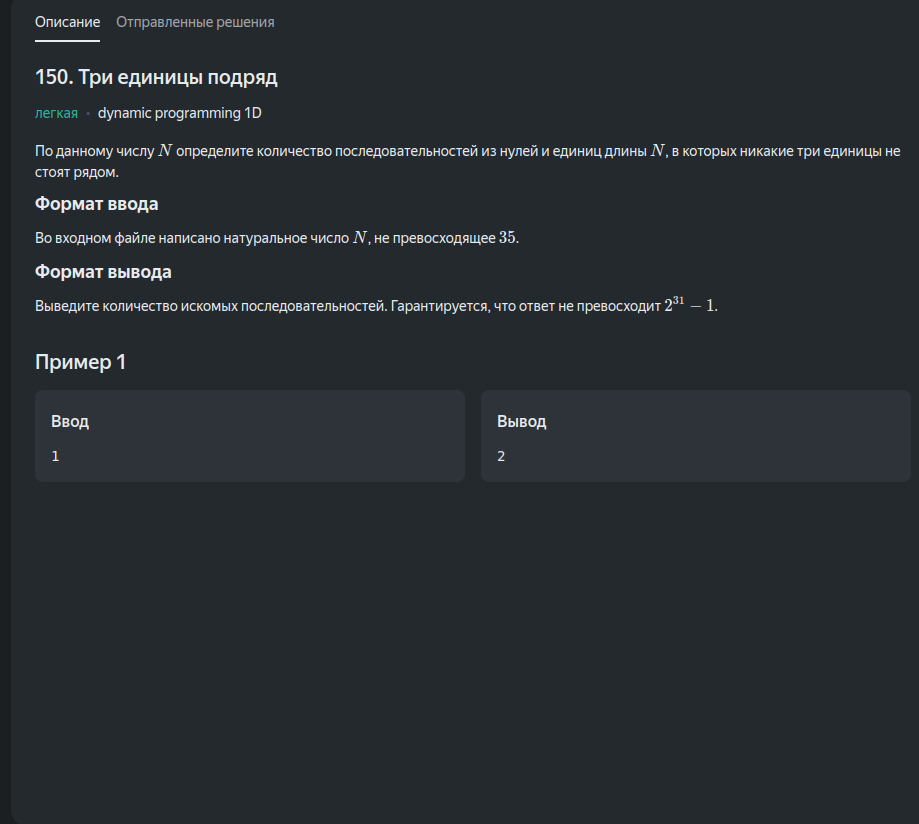 Описание Отправленные решения
150. Три единицы подряд
легкая · dynamic programming 1D
По данному числу N определите количество последовательностей из нулей и единиц длины N, в которых никакие три единицы не
стоят рядом.
Формат ввода
Во входном файле написано натуральное число N, не превосходящее 35.
Формат вывода
Выведите количество искомых последовательностей. Гарантируется, что ответ не превосходит 2³¹ − 1.
Пример 1
Ввод Вывод
1 2